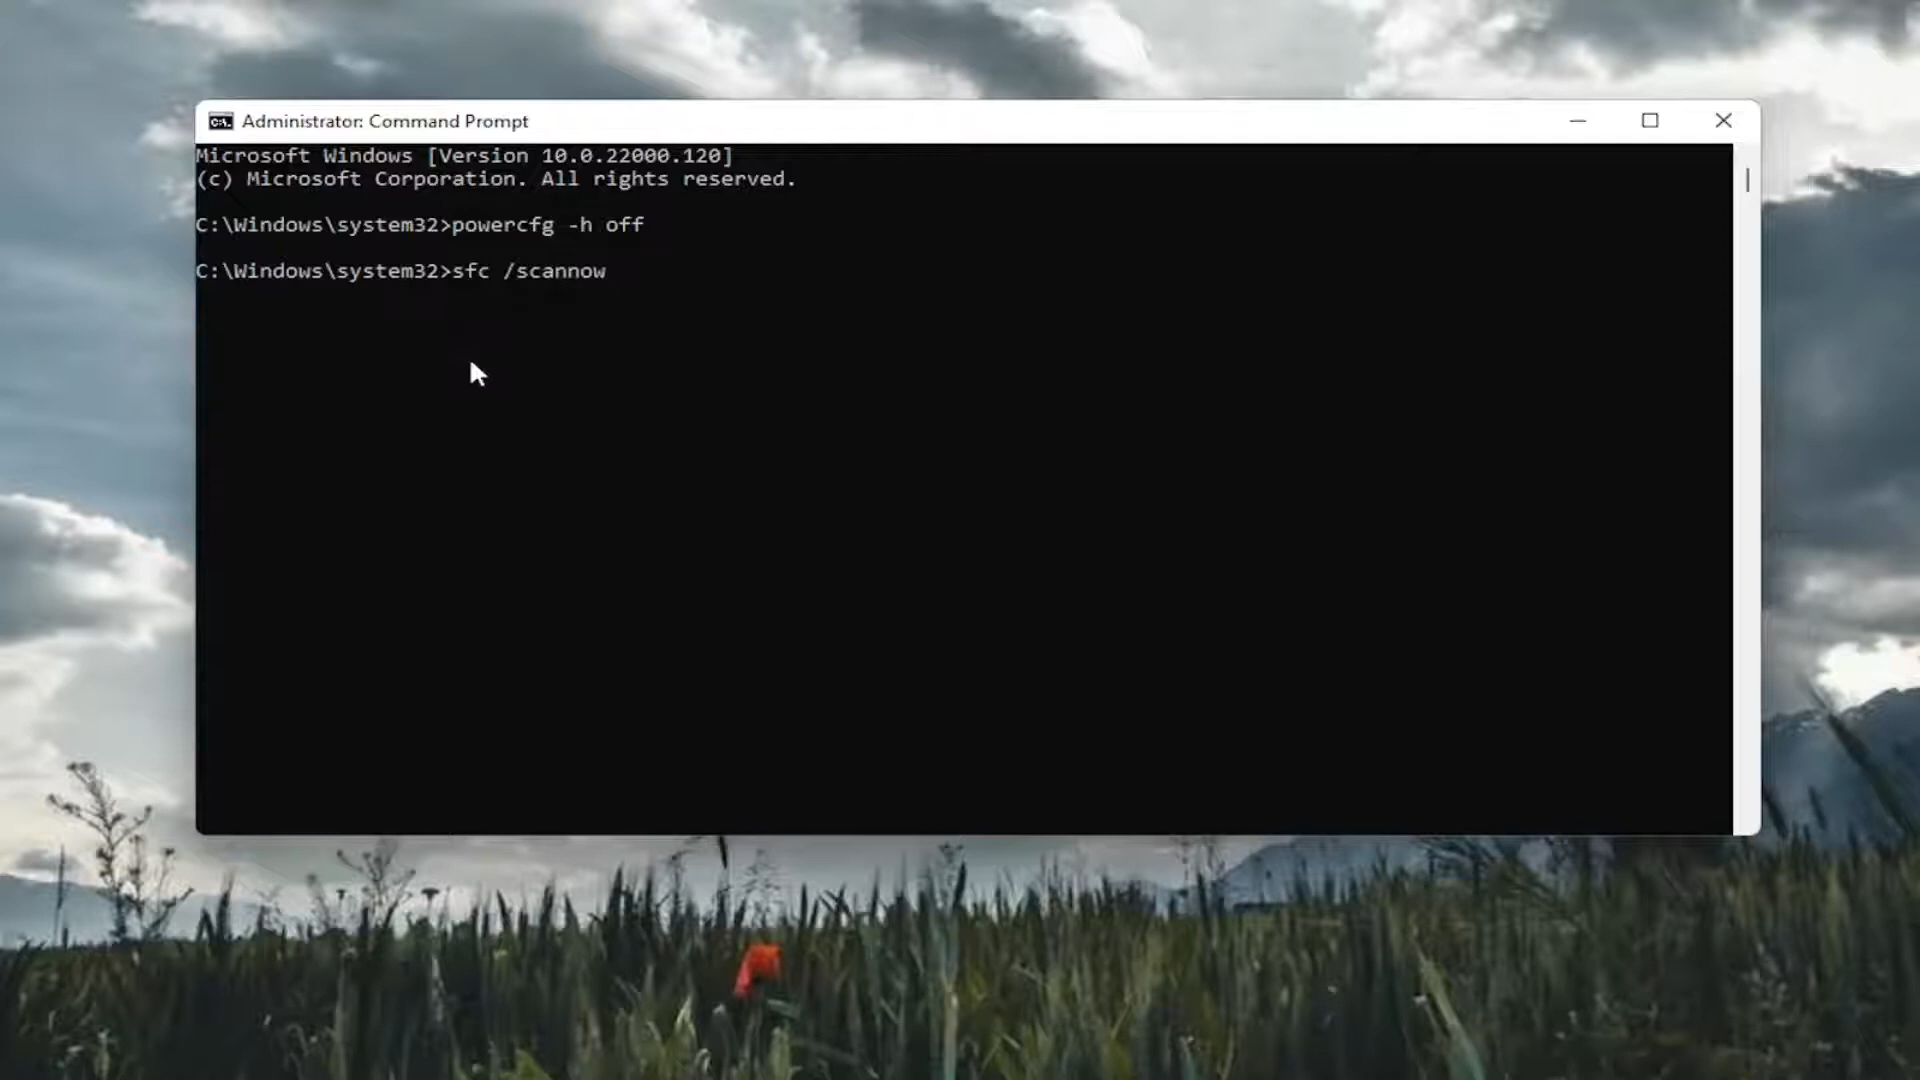 Administrator: Command Prompt
Microsoft Windows [Version 10.0.22000.120]
(c) Microsoft Corporation. All rights reserved.
C:\Windows\system32>powercfg -h off
C:\Windows\system32>sfc /scannow